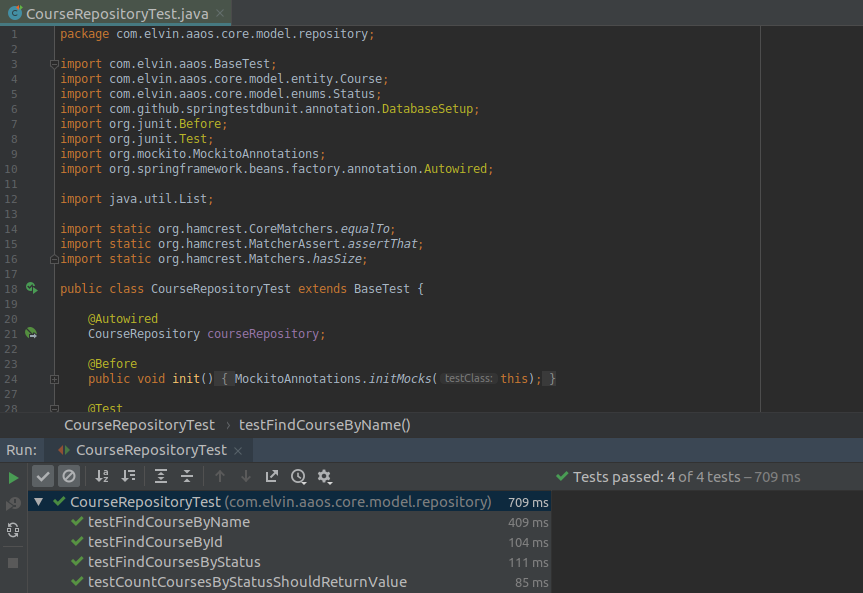 CourseRepositoryTest.java
1 package com.elvin.aaos.core.model.repository;
2
3 import com.elvin.aaos.BaseTest;
4 import com.elvin.aaos.core.model.entity.Course;
5 import com.elvin.aaos.core.model.enums.Status;
6 import com.github.springtestdbunit.annotation.DatabaseSetup;
7 import org.junit.Before;
8 import org.junit.Test;
9 import org.mockito.MockitoAnnotations;
10 import org.springframework.beans.factory.annotation.Autowired;
11
12 import java.util.List;
13
14 import static org.hamcrest.CoreMatchers.equalTo;
15 import static org.hamcrest.MatcherAssert.assertThat;
16 import static org.hamcrest.Matchers.hasSize;
17
18 public class CourseRepositoryTest extends BaseTest {
19
20 @Autowired
21 CourseRepository courseRepository;
22
23 @Before
24 public void init() { MockitoAnnotations.initMocks( testClass: this); }
27
28 @Test
CourseRepositoryTest › testFindCourseByName()
Run: CourseRepositoryTest
Tests passed: 4 of 4 tests – 709 ms
CourseRepositoryTest (com.elvin.aaos.core.model.repository) 709 ms
testFindCourseByName 409 ms
testFindCourseById 104 ms
testFindCoursesByStatus 111 ms
testCountCoursesByStatusShouldReturnValue 85 ms